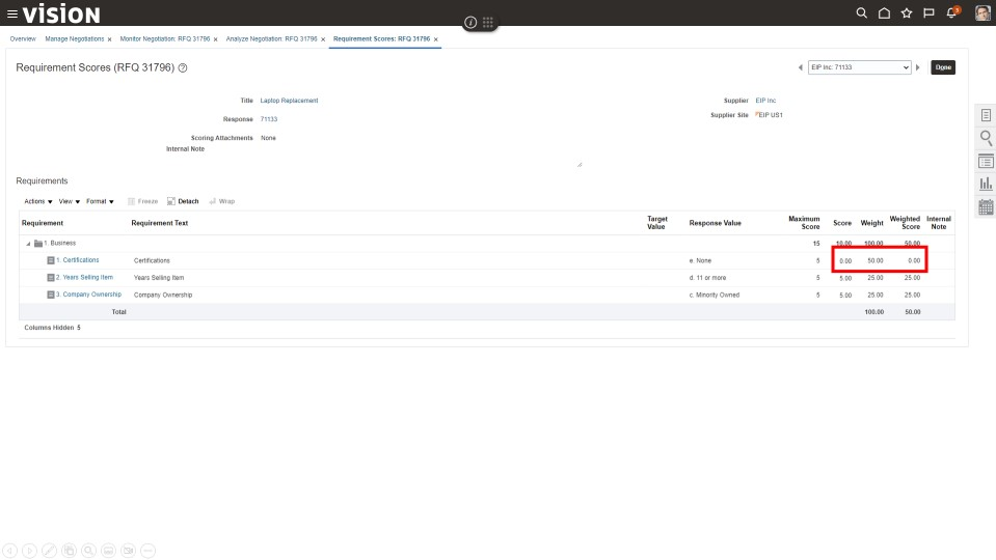 VISION
3
Overview Manage Negotiations x Monitor Negotiation: RFQ 31796 x Analyze Negotiation: RFQ 31796 x Requirement Scores: RFQ 31796 x
Requirement Scores (RFQ 31796) ?
EIP Inc: 71133
Done
Title Laptop Replacement Supplier EIP Inc
Response 71133 Supplier Site EIP US1
Scoring Attachments None
Internal Note
Requirements
Actions ▼ View ▼ Format ▼ Freeze Detach Wrap
Requirement Requirement Text Target Value Response Value Maximum Score Score Weight Weighted Score Internal Note
1. Business 15 10.00 100.00 50.00
1. Certifications Certifications e. None 5 0.00 50.00 0.00
2. Years Selling Item Years Selling Item d. 11 or more 5 5.00 25.00 25.00
3. Company Ownership Company Ownership c. Minority Owned 5 5.00 25.00 25.00
Total 100.00 50.00
Columns Hidden 5